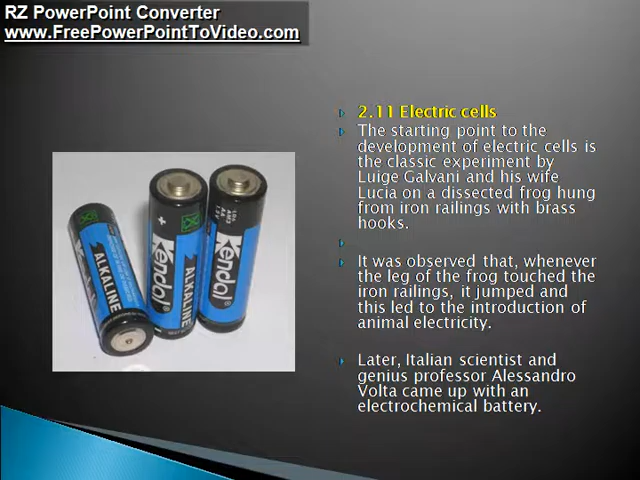 RZ PowerPoint Converter
www.FreePowerPointToVideo.com
2.11 Electric cells
The starting point to the
development of electric cells is
the classic experiment by
Luige Galvani and his wife
Lucia on a dissected frog hung
from iron railings with brass
hooks.
It was observed that, whenever
the leg of the frog touched the
iron railings, it jumped and
this led to the introduction of
animal electricity.
Later, Italian scientist and
genius professor Alessandro
Volta came up with an
electrochemical battery.
Kendal
ALKALINE
+
Kendal
ALKALINE
Kendal